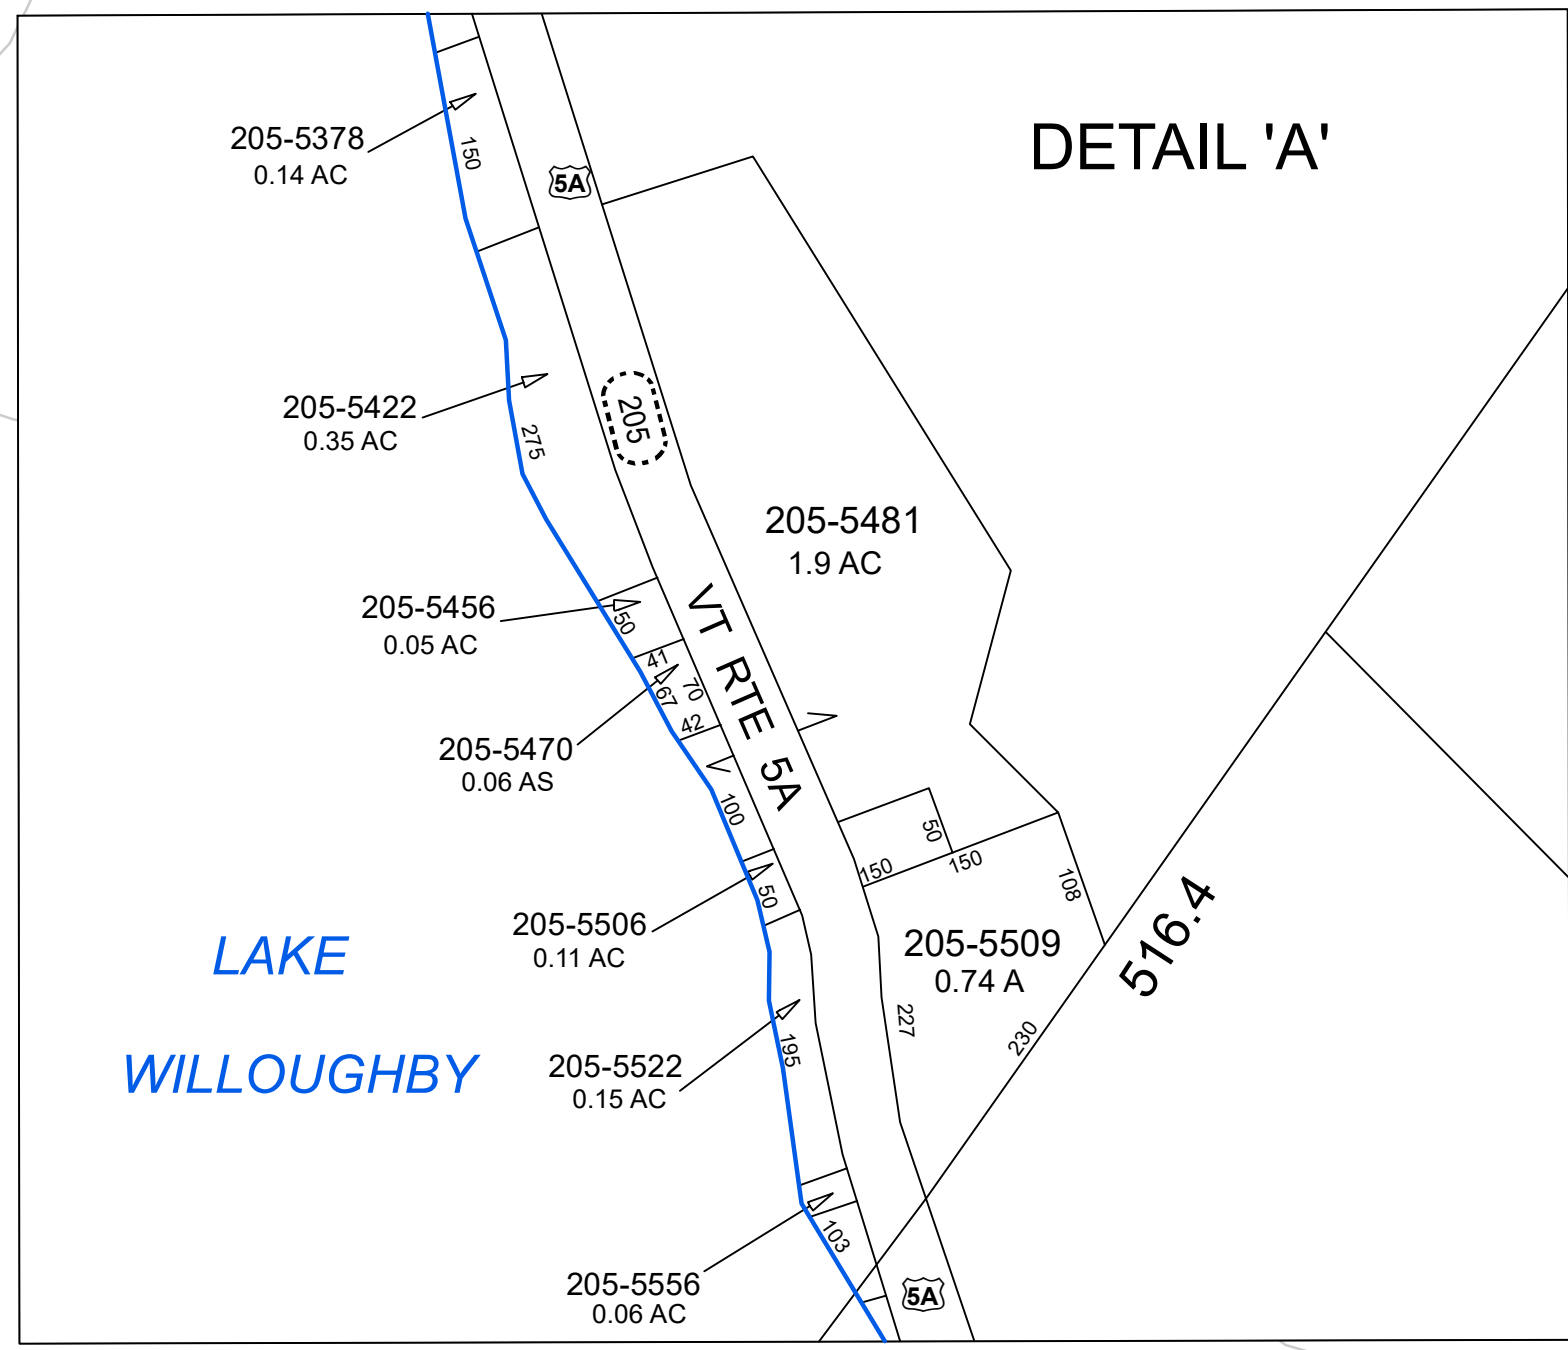 DETAIL 'A'
205-5378
0.14 AC
150
5A
205-5422
0.35 AC
275
205
205-5481
1.9 AC
205-5456
0.05 AC
50
VT RTE 5A
41
70
67
42
205-5470
0.06 AS
100
50
150
150
108
50
205-5506
0.11 AC
205-5509
0.74 A
516.4
LAKE
WILLOUGHBY
227
230
195
205-5522
0.15 AC
103
205-5556
0.06 AC
5A